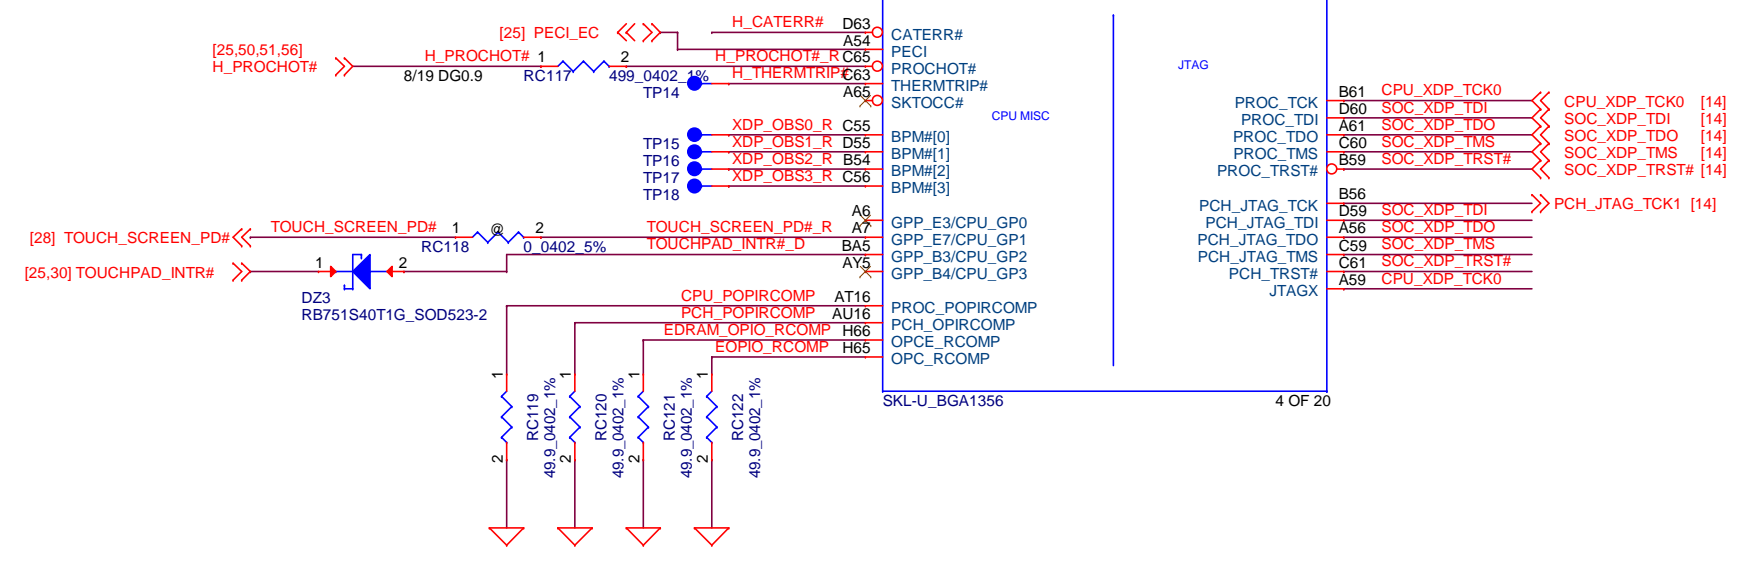 H_CATERR# D63 CATERR#
[25] PECI_EC A54 PECI
[25,50,51,56]
H_PROCHOT# H_PROCHOT# 1 2 H_PROCHOT#_R C65 PROCHOT#
8/19 DG0.9 RC117 499_0402_1% H_THERMTRIP# C63 THERMTRIP#
TP14 A65 SKTOCC#
JTAG
CPU MISC
TP15 XDP_OBS0_R C55 BPM#[0]
TP16 XDP_OBS1_R D55 BPM#[1]
TP17 XDP_OBS2_R B54 BPM#[2]
TP18 XDP_OBS3_R C56 BPM#[3]
A6 GPP_E3/CPU_GP0
[28] TOUCH_SCREEN_PD# TOUCH_SCREEN_PD# 1 @ 2 TOUCH_SCREEN_PD#_R A7 GPP_E7/CPU_GP1
RC118 0_0402_5% TOUCHPAD_INTR#_D BA5 GPP_B3/CPU_GP2
[25,30] TOUCHPAD_INTR# 1 2 AY5 GPP_B4/CPU_GP3
DZ3
RB751S40T1G_SOD523-2
CPU_POPIRCOMP AT16 PROC_POPIRCOMP
PCH_POPIRCOMP AU16 PCH_OPIRCOMP
EDRAM_OPIO_RCOMP H66 OPCE_RCOMP
EOPIO_RCOMP H65 OPC_RCOMP
PROC_TCK B61 CPU_XDP_TCK0 CPU_XDP_TCK0 [14]
PROC_TDI D60 SOC_XDP_TDI SOC_XDP_TDI [14]
PROC_TDO A61 SOC_XDP_TDO SOC_XDP_TDO [14]
PROC_TMS C60 SOC_XDP_TMS SOC_XDP_TMS [14]
PROC_TRST# B59 SOC_XDP_TRST# SOC_XDP_TRST# [14]
PCH_JTAG_TCK B56 PCH_JTAG_TCK1 [14]
PCH_JTAG_TDI D59 SOC_XDP_TDI
PCH_JTAG_TDO A56 SOC_XDP_TDO
PCH_JTAG_TMS C59 SOC_XDP_TMS
PCH_TRST# C61 SOC_XDP_TRST#
JTAGX A59 CPU_XDP_TCK0
SKL-U_BGA1356 4 OF 20
1 2 RC119
49.9_0402_1%
1 2 RC120
49.9_0402_1%
1 2 RC121
49.9_0402_1%
1 2 RC122
49.9_0402_1%